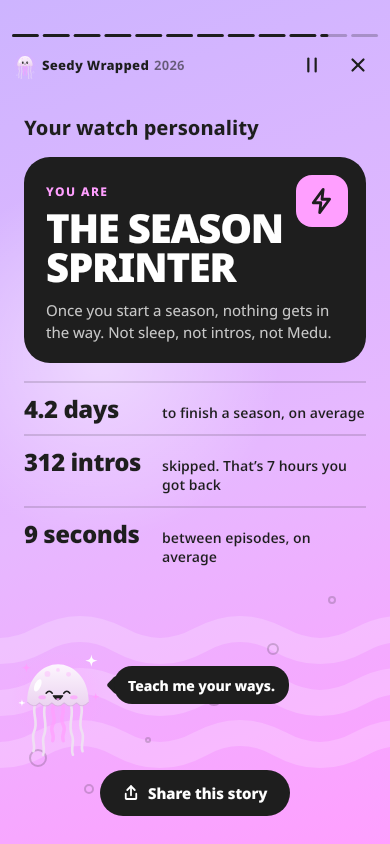 Seedy Wrapped 2026
Your watch personality
YOU ARE
THE SEASON
SPRINTER
Once you start a season, nothing gets in
the way. Not sleep, not intros, not Medu.
4.2 days to finish a season, on average
312 intros skipped. That’s 7 hours you
got back
9 seconds between episodes, on
average
Teach me your ways.
Share this story